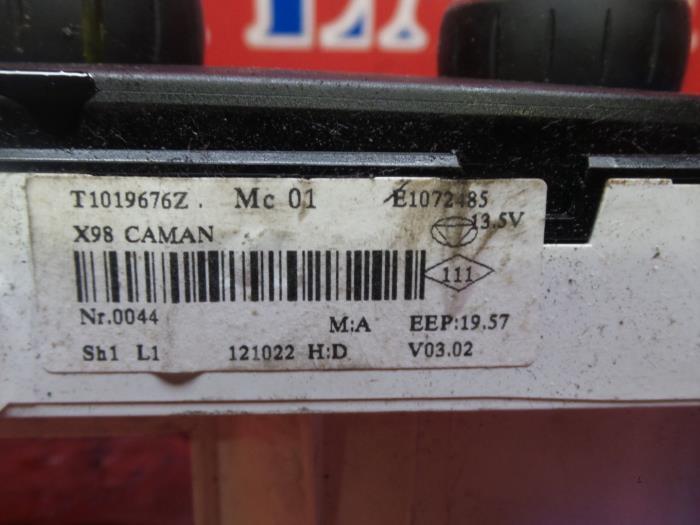 T1019676Z . Mc 01 E1072485
13.5V
X98 CAMAN
111
Nr.0044
M:A EEP:19.57
Sh1 L1 121022 H:D V03.02